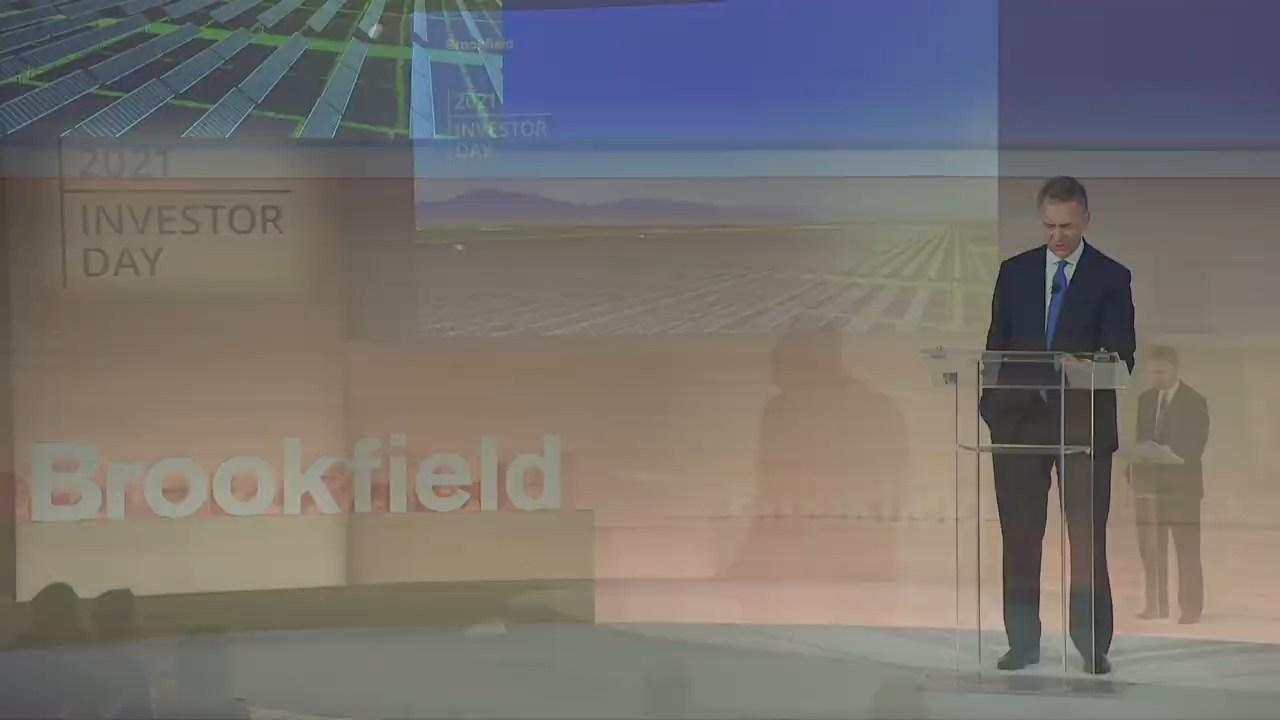 Brookfield
2021
INVESTOR
DAY
2021
INVESTOR
DAY
Brookfield